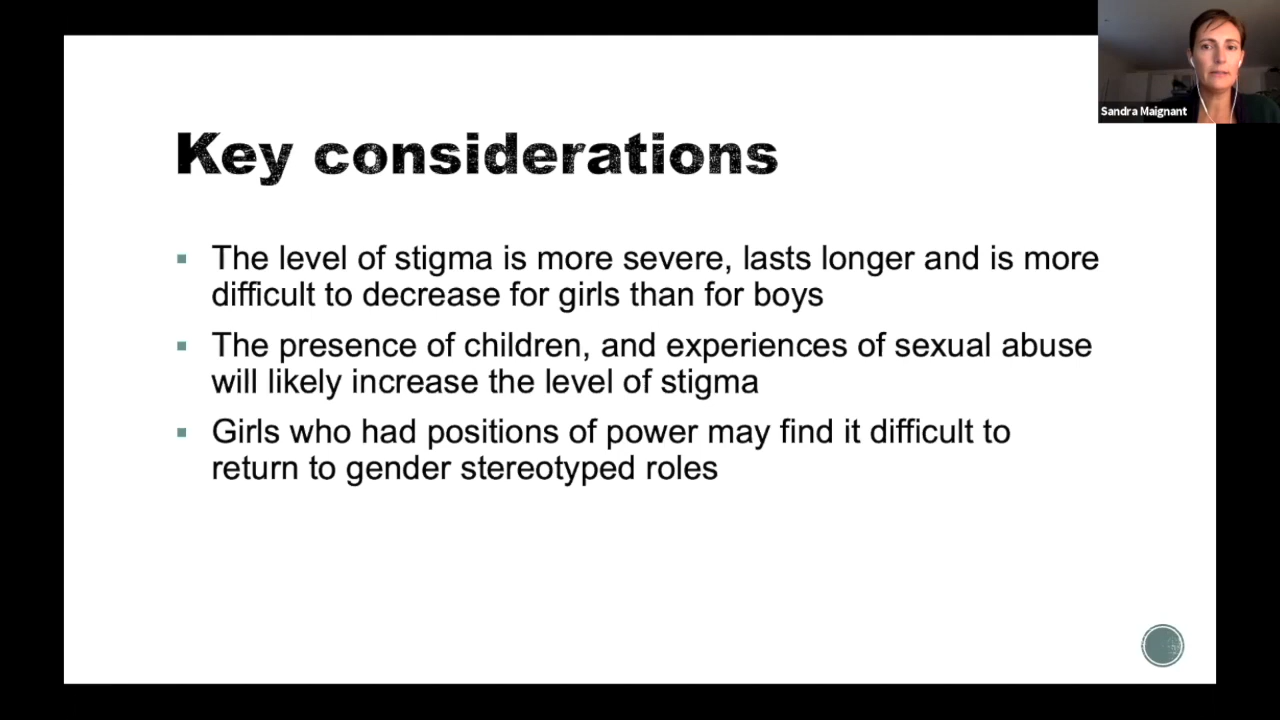 Sandra Maignant
Key considerations
The level of stigma is more severe, lasts longer and is more
difficult to decrease for girls than for boys
The presence of children, and experiences of sexual abuse
will likely increase the level of stigma
Girls who had positions of power may find it difficult to
return to gender stereotyped roles